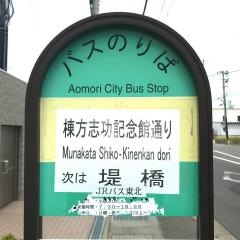 バスのりば
Aomori City Bus Stop
棟方志功記念館通り
Munakata Shiko-Kinenkan dori
次は 堤橋
JRバス東北